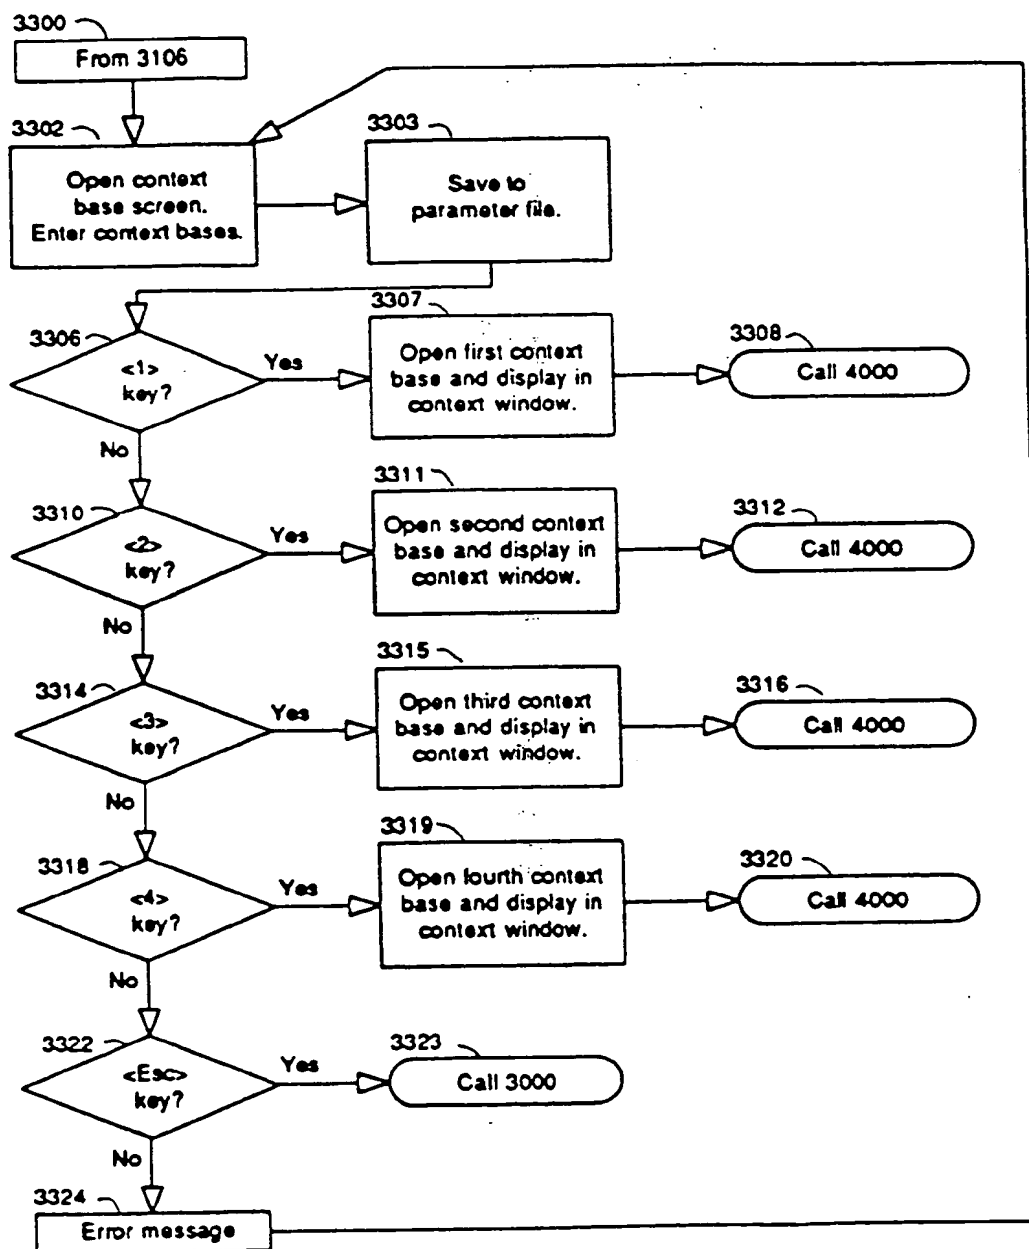 3300
From 3106
3302
Open context
base screen.
Enter context bases.
3303
Save to
parameter file.
3306
<1>
key?
Yes
No
3307
Open first context
base and display in
context window.
3308
Call 4000
3310
<2>
key?
Yes
No
3311
Open second context
base and display in
context window.
3312
Call 4000
3314
<3>
key?
Yes
No
3315
Open third context
base and display in
context window.
3316
Call 4000
3318
<4>
key?
Yes
No
3319
Open fourth context
base and display in
context window.
3320
Call 4000
3322
<Esc>
key?
Yes
No
3323
Call 3000
3324
Error message